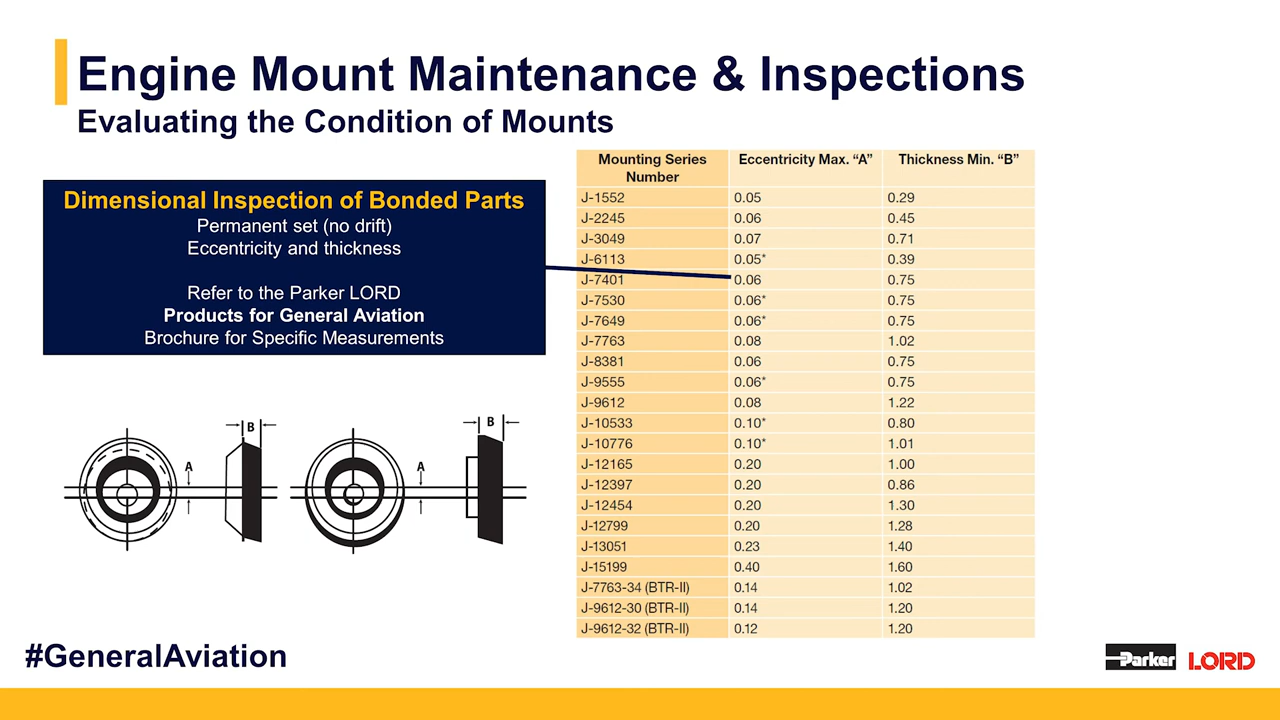 Engine Mount Maintenance & Inspections
Evaluating the Condition of Mounts
Dimensional Inspection of Bonded Parts
Permanent set (no drift)
Eccentricity and thickness
Refer to the Parker LORD
Products for General Aviation
Brochure for Specific Measurements
B
A
B
A
Mounting Series Number Eccentricity Max. “A” Thickness Min. “B”
J-1552 0.05 0.29
J-2245 0.06 0.45
J-3049 0.07 0.71
J-6113 0.05* 0.39
J-7401 0.06 0.75
J-7530 0.06* 0.75
J-7649 0.06* 0.75
J-7763 0.08 1.02
J-8381 0.06 0.75
J-9555 0.06* 0.75
J-9612 0.08 1.22
J-10533 0.10* 0.80
J-10776 0.10* 1.01
J-12165 0.20 1.00
J-12397 0.20 0.86
J-12454 0.20 1.30
J-12799 0.20 1.28
J-13051 0.23 1.40
J-15199 0.40 1.60
J-7763-34 (BTR-II) 0.14 1.02
J-9612-30 (BTR-II) 0.14 1.20
J-9612-32 (BTR-II) 0.12 1.20
#GeneralAviation
Parker LORD